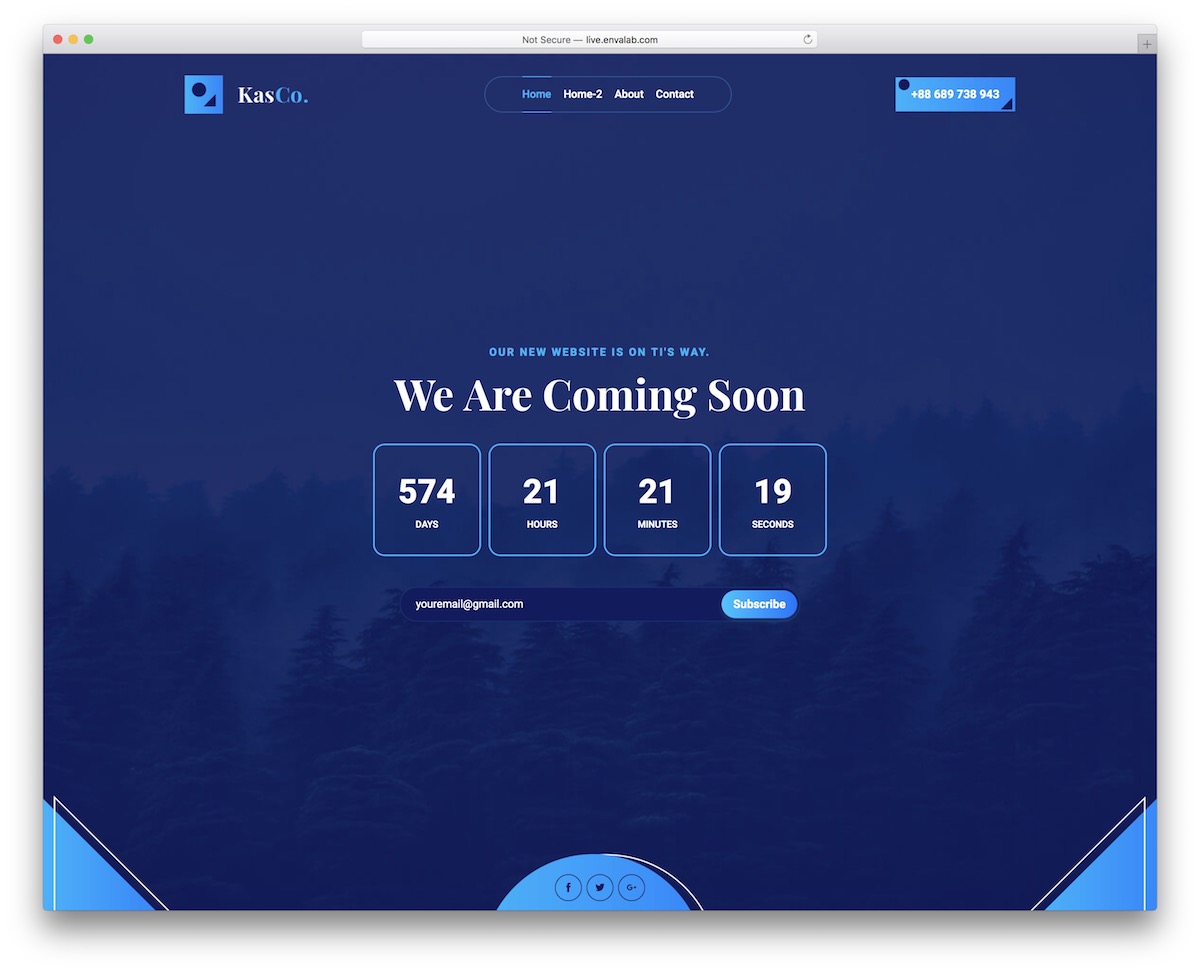 Not Secure — live.envalab.com
KasCo.
Home Home-2 About Contact
+88 689 738 943
OUR NEW WEBSITE IS ON TI'S WAY.
We Are Coming Soon
574 21 21 19
DAYS HOURS MINUTES SECONDS
youremail@gmail.com Subscribe
G+